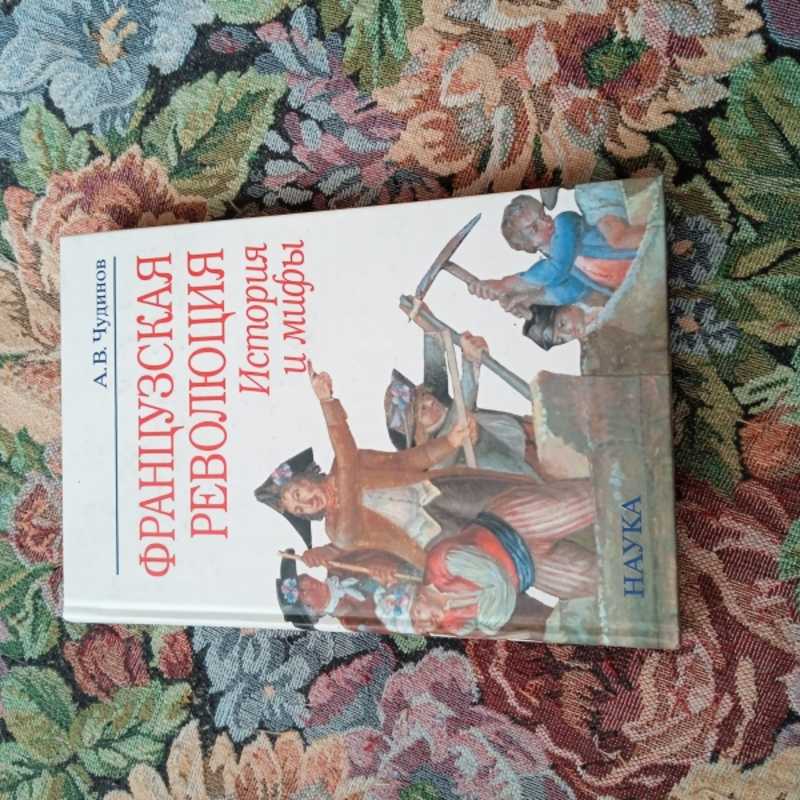 А.В. Чудинов
ФРАНЦУЗСКАЯ
РЕВОЛЮЦИЯ
История
и мифы
НАУКА